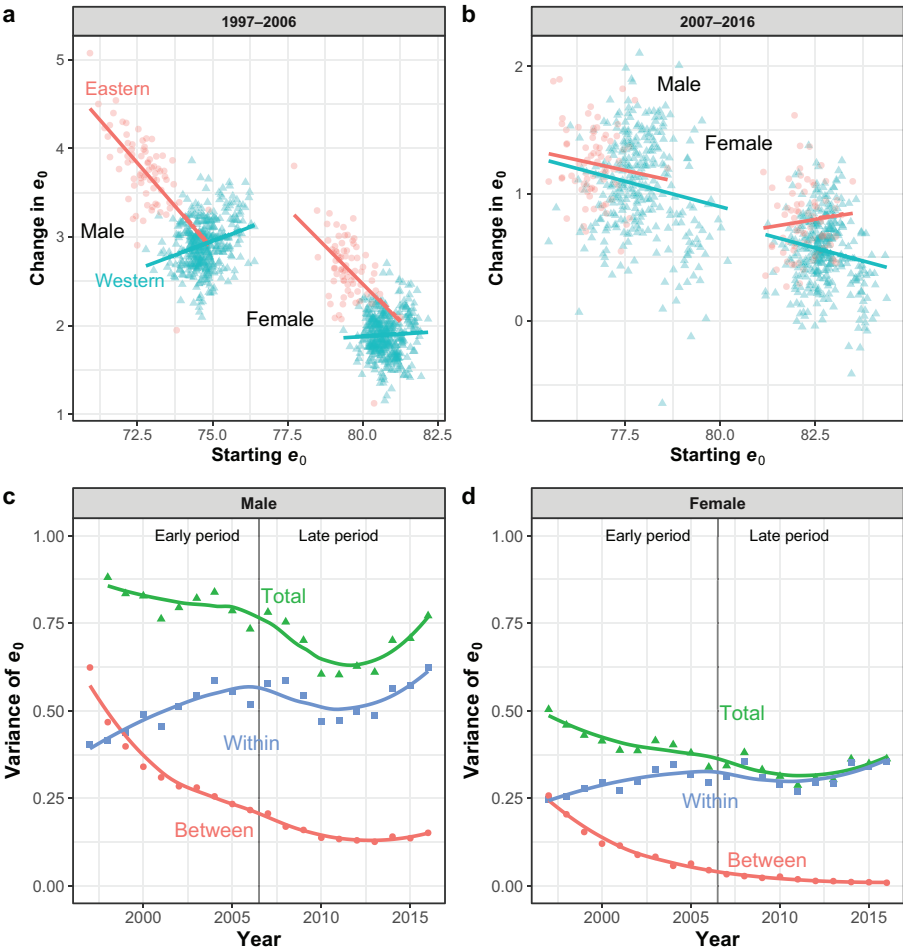 a
1997–2006
5
4
3
2
1
Change in e0
Eastern
Male
Western
Female
72.5 75.0 77.5 80.0 82.5
Starting e0
b
2007–2016
2
1
0
Change in e0
Male
Female
77.5 80.0 82.5
Starting e0
c
Male
1.00
0.75
0.50
0.25
0.00
Variance of e0
Early period Late period
Total
Within
Between
2000 2005 2010 2015
Year
d
Female
1.00
0.75
0.50
0.25
0.00
Variance of e0
Early period Late period
Total
Within
Between
2000 2005 2010 2015
Year